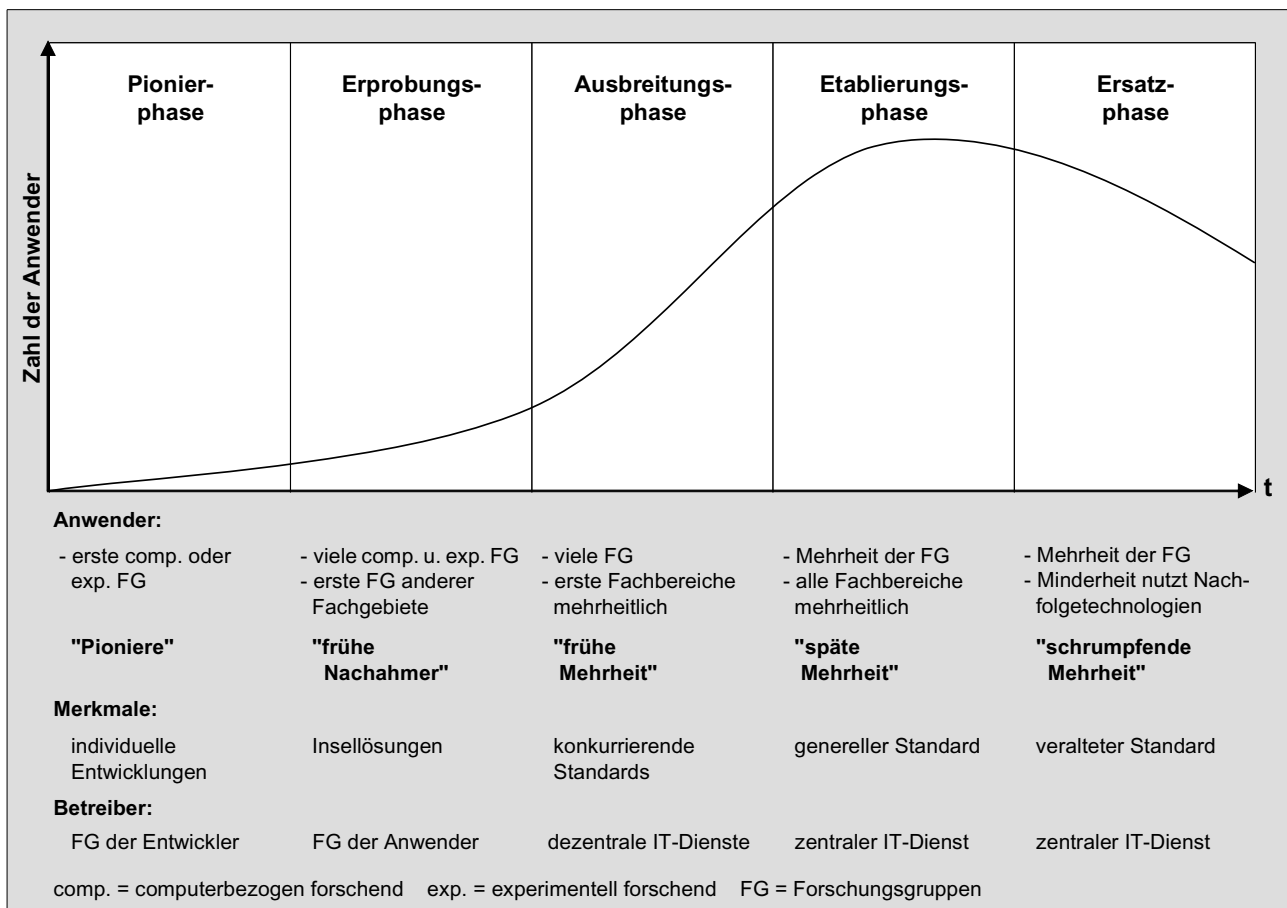 Pionier-
phase
Erprobungs-
phase
Ausbreitungs-
phase
Etablierungs-
phase
Ersatz-
phase
Zahl der Anwender
t
Anwender:
- erste comp. oder
exp. FG
- viele comp. u. exp. FG
- erste FG anderer
Fachgebiete
- viele FG
- erste Fachbereiche
mehrheitlich
- Mehrheit der FG
- alle Fachbereiche
mehrheitlich
- Mehrheit der FG
- Minderheit nutzt Nach-
folgetechnologien
"Pioniere"
"frühe
Nachahmer"
"frühe
Mehrheit"
"späte
Mehrheit"
"schrumpfende
Mehrheit"
Merkmale:
individuelle
Entwicklungen
Insellösungen
konkurrierende
Standards
genereller Standard
veralteter Standard
Betreiber:
FG der Entwickler
FG der Anwender
dezentrale IT-Dienste
zentraler IT-Dienst
zentraler IT-Dienst
comp. = computerbezogen forschend exp. = experimentell forschend FG = Forschungsgruppen